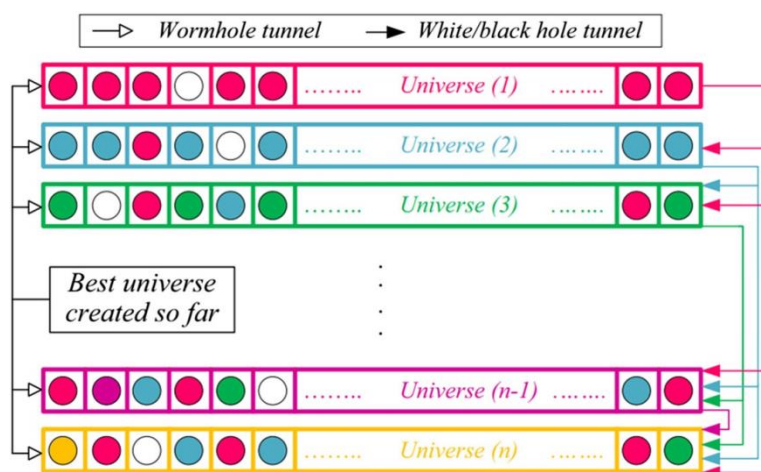 Wormhole tunnel White/black hole tunnel
........ Universe (1) ........
........ Universe (2) ........
........ Universe (3) ........
Best universe
created so far
........ Universe (n-1) ........
........ Universe (n) ........